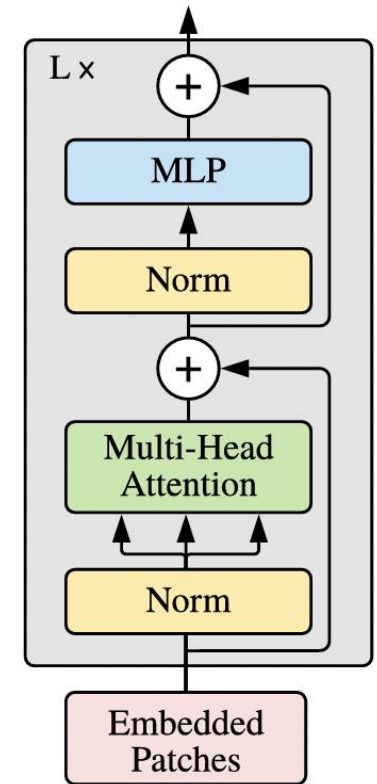 L ×
+
MLP
Norm
+
Multi-Head
Attention
Norm
Embedded
Patches